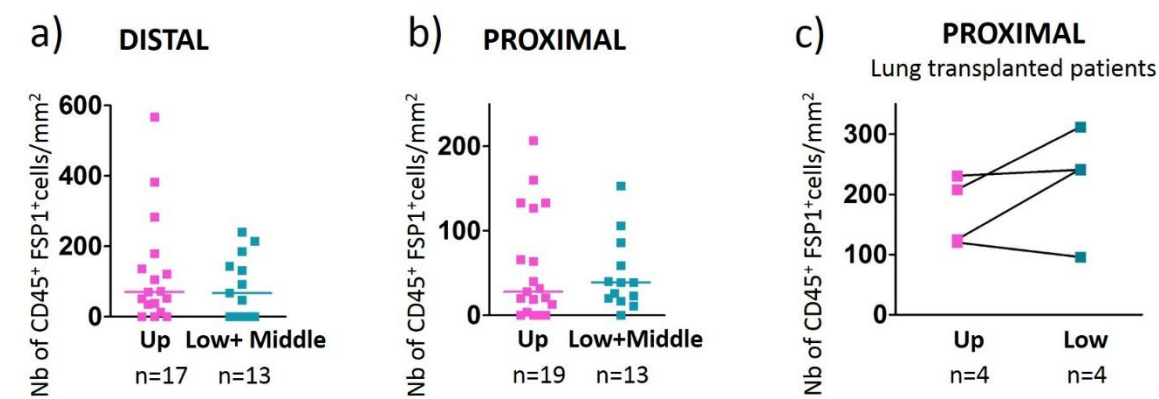 a) DISTAL
Nb of CD45⁺ FSP1⁺cells/mm²
600
400
200
0
Up Low+ Middle
n=17 n=13
b) PROXIMAL
Nb of CD45⁺ FSP1⁺cells/mm²
200
100
0
Up Low+Middle
n=19 n=13
c) PROXIMAL
Lung transplanted patients
Nb of CD45⁺ FSP1⁺cells/mm²
300
200
100
0
Up Low
n=4 n=4